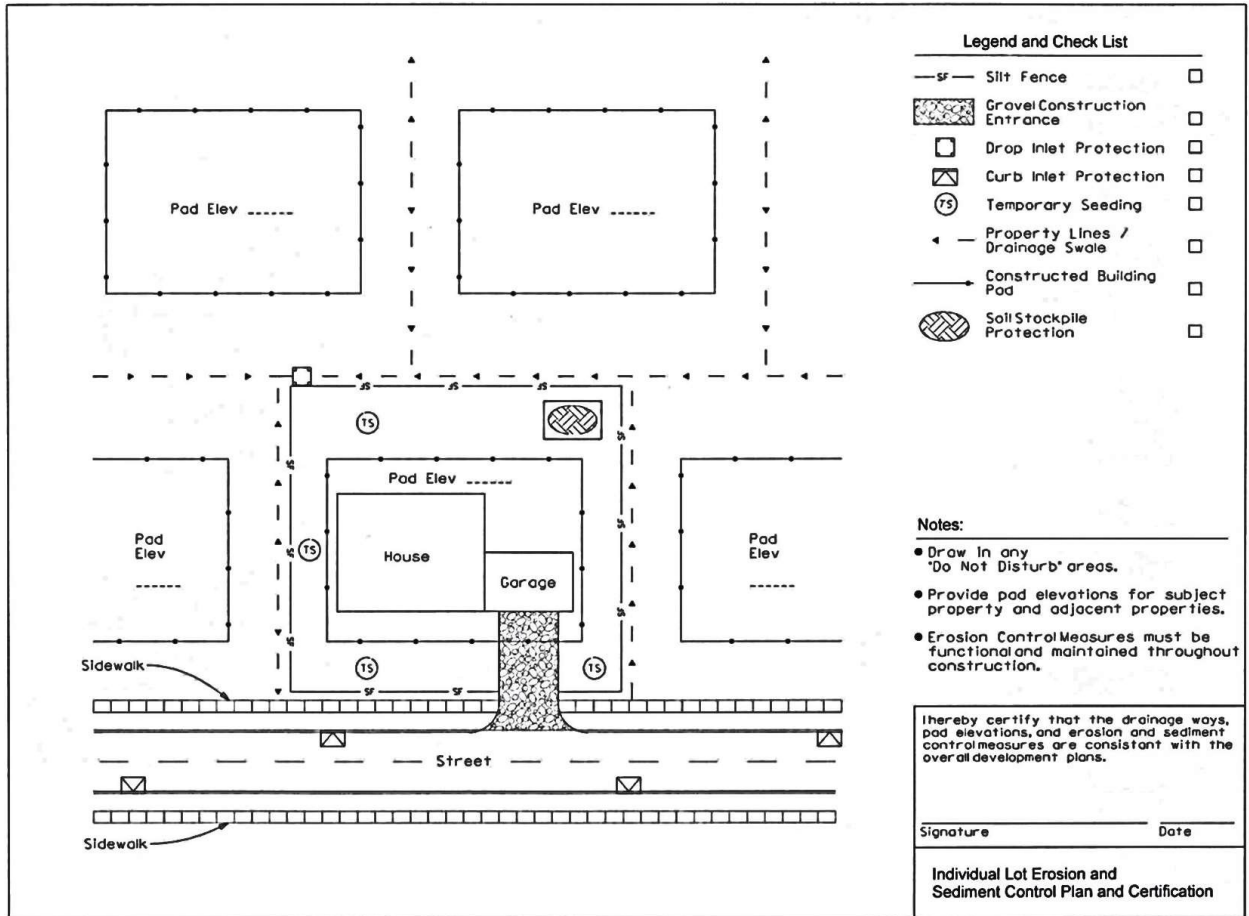 Legend and Check List
SF Silt Fence
Gravel Construction
Entrance
Drop Inlet Protection
Curb Inlet Protection
TS Temporary Seeding
Property Lines /
Drainage Swale
Constructed Building
Pad
Soil Stockpile
Protection
Pad Elev ------
Pad Elev ------
SF SF SF
TS
SF
SF
Pad Elev ------
Pad
Elev
------
SF
TS
House
Garage
SF
Pad
Elev
------
SF
SF
TS
TS
SF SF
Sidewalk
Street
Sidewalk
Notes:
• Draw in any
"Do Not Disturb" areas.
• Provide pad elevations for subject
property and adjacent properties.
• Erosion Control Measures must be
functional and maintained throughout
construction.
I hereby certify that the drainage ways,
pad elevations, and erosion and sediment
control measures are consistant with the
overall development plans.
Signature Date
Individual Lot Erosion and
Sediment Control Plan and Certification